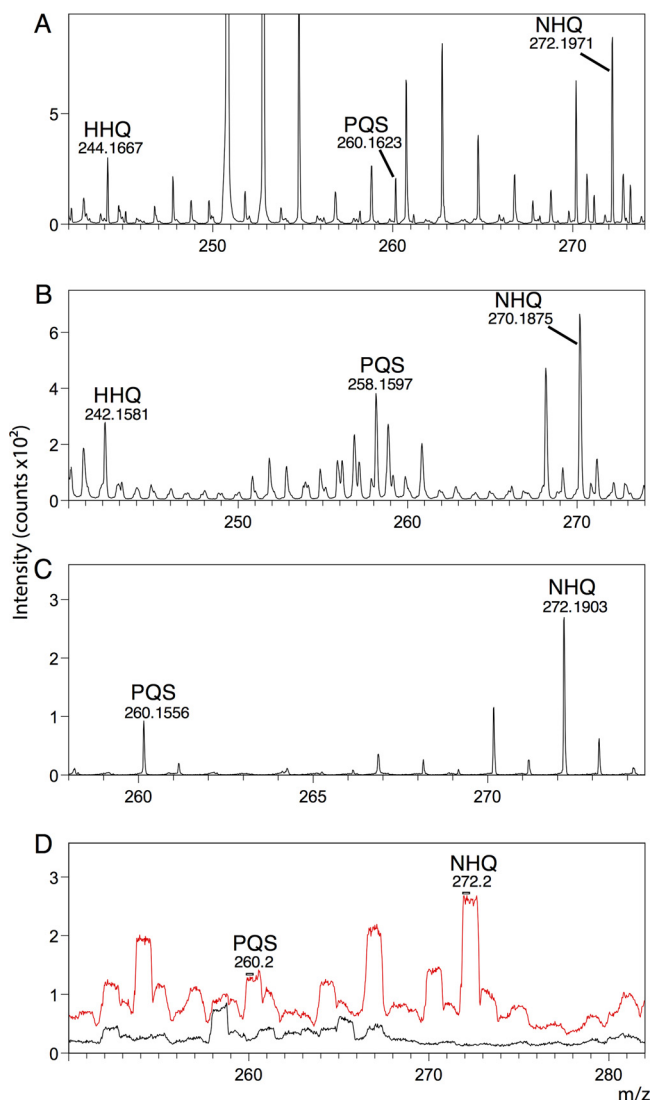 A
NHQ
272.1971
HHQ
244.1667
PQS
260.1623
5
0
250
260
270
B
NHQ
270.1875
HHQ
242.1581
PQS
258.1597
6
4
2
0
250
260
270
Intensity (counts x10²)
C
NHQ
272.1903
PQS
260.1556
3
2
1
0
260
265
270
D
NHQ
272.2
PQS
260.2
3
2
1
0
260
270
280
m/z